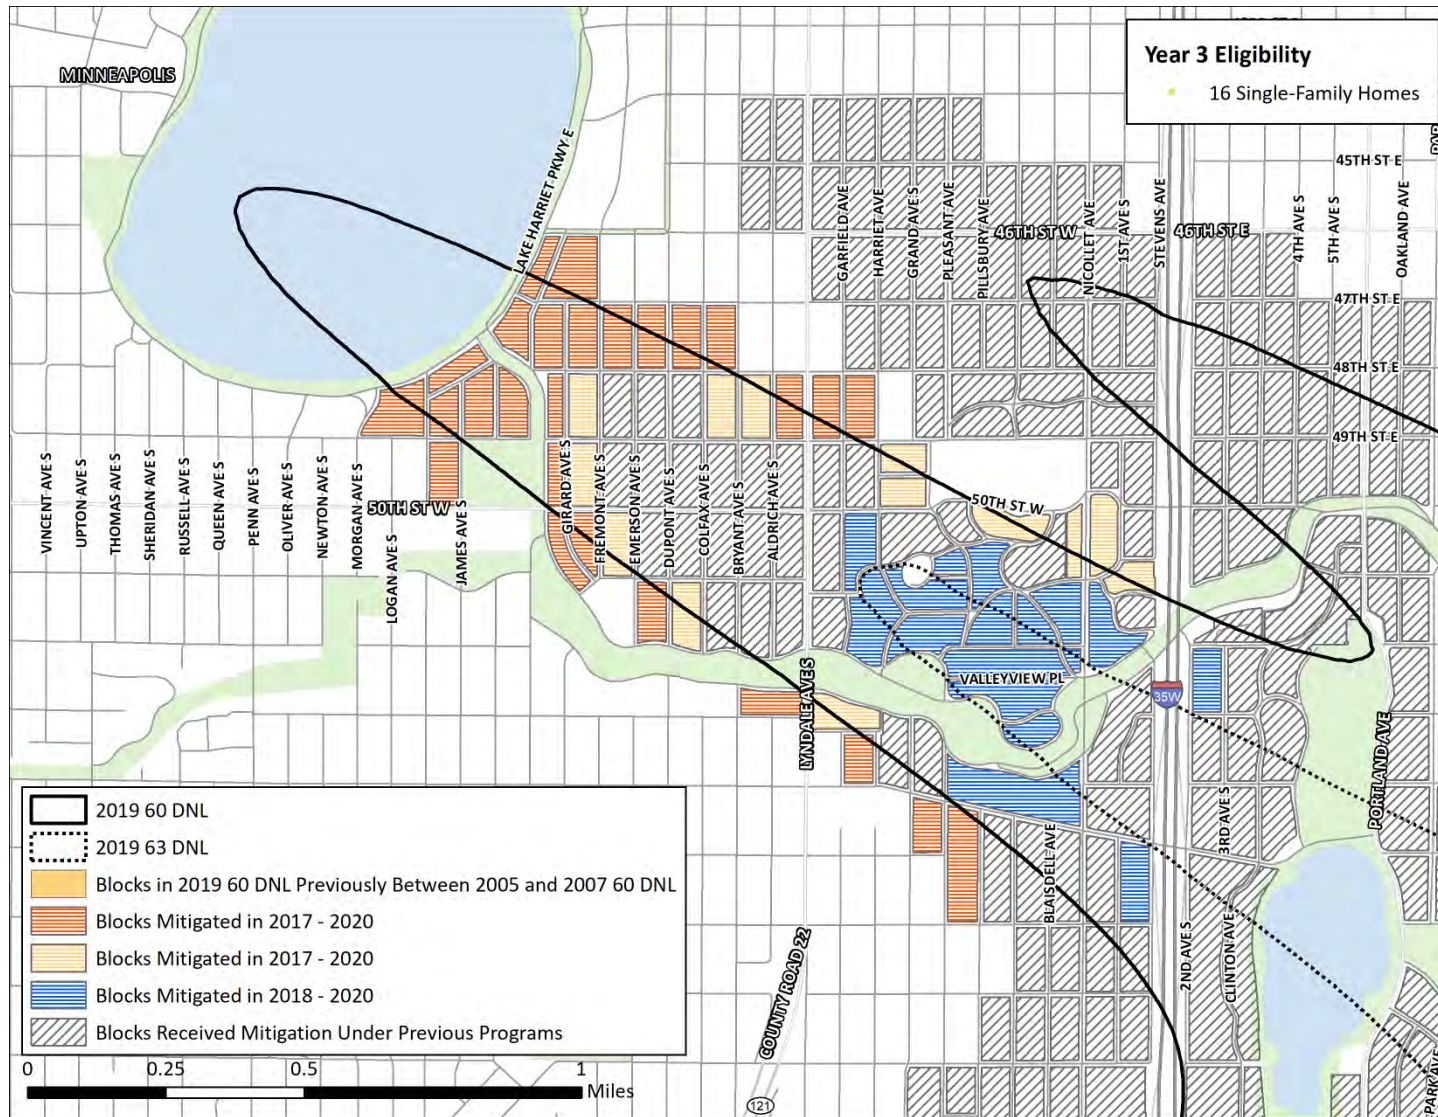 MINNEAPOLIS
Year 3 Eligibility
16 Single-Family Homes
LAKE HARRIET PKWY E
45TH ST E
GARFIELD AVE
HARRIET AVE
GRAND AVE S
PLEASANT AVE
PILLSBURY AVE
46TH ST W
NICOLLET AVE
1ST AVE S
STEVENS AVE
46TH ST E
4TH AVE S
5TH AVE S
OAKLAND AVE
47TH ST E
48TH ST E
49TH ST E
VINCENT AVE S
UPTON AVE S
THOMAS AVE S
SHERIDAN AVE S
RUSSELL AVE S
QUEEN AVE S
PENN AVE S
OLIVER AVE S
NEWTON AVE S
MORGAN AVE S
LOGAN AVE S
50TH ST W
JAMES AVE S
GIRARD AVE S
FREMONT AVE S
EMERSON AVE S
DUPONT AVE S
COLFAX AVE S
BRYANT AVE S
ALDRICH AVE S
50TH ST W
VALLEYVIEW PL
LYNDALE AVE S
35W
PORTLAND AVE
BLAISDELL AVE
3RD AVE S
2ND AVE S
CLINTON AVE
PARK AVE
COUNTY ROAD 22
121
2019 60 DNL
2019 63 DNL
Blocks in 2019 60 DNL Previously Between 2005 and 2007 60 DNL
Blocks Mitigated in 2017 - 2020
Blocks Mitigated in 2017 - 2020
Blocks Mitigated in 2018 - 2020
Blocks Received Mitigation Under Previous Programs
0 0.25 0.5 1
Miles